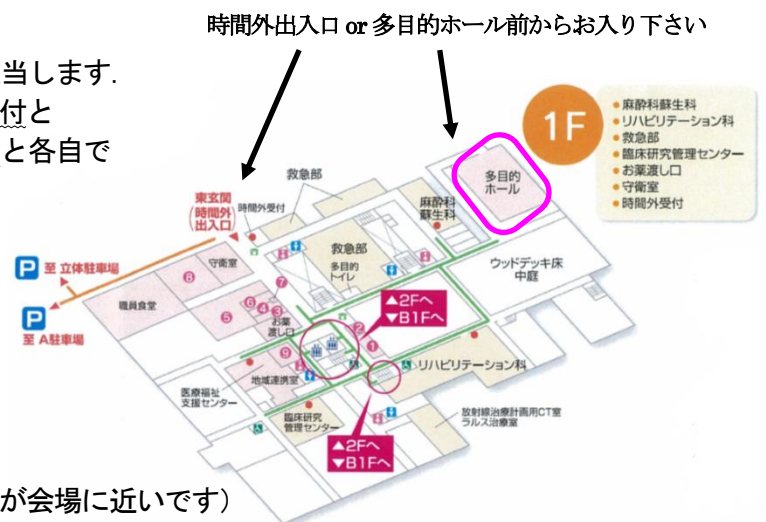 時間外出入口 or 多目的ホール前からお入り下さい
当します.
付と
と各自で
1F
●麻酔科蘇生科
●リハビリテーション科
●救急部
●臨床研究管理センター
●お薬渡し口
●守衛室
●時間外受付
救急部
多目的
ホール
東玄関
(時間外
出入口)
時間外受付
麻酔科
蘇生科
救急部
多目的
トイレ
ウッドデッキ床
中庭
P 至 立体駐車場
守衛室
⑧
⑦
職員食堂
P
至 A駐車場
⑥
④
③
⑤
お薬
渡し口
▲2Fへ
▼B1Fへ
②
①
⑨
地域連携室
リハビリテーション科
医療福祉
支援センター
臨床研究
管理センター
放射線治療計画用CT室
ラルス治療室
▲2Fへ
▼B1Fへ
が会場に近いです)